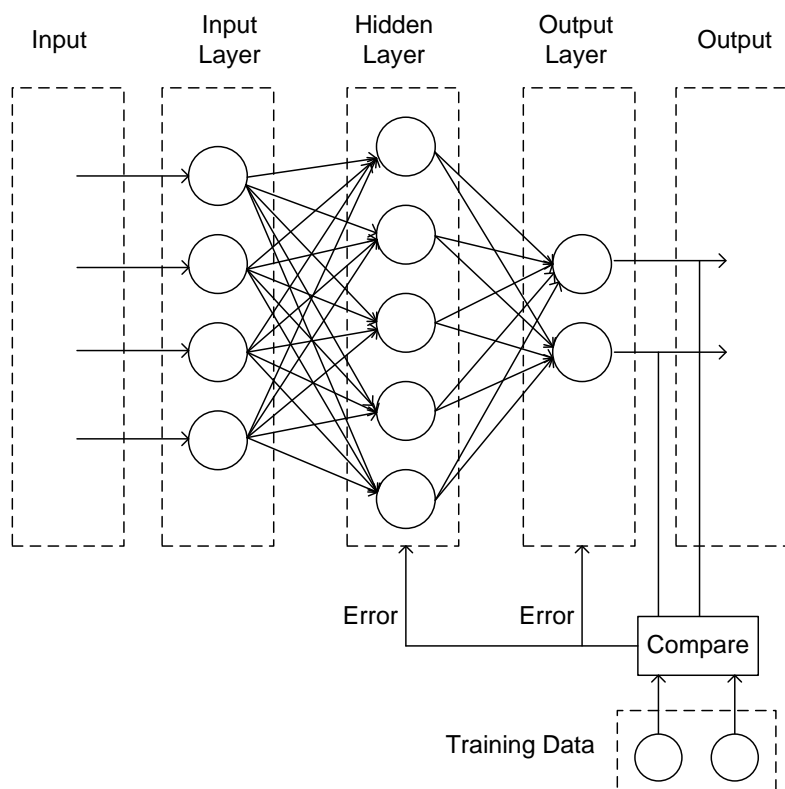 Input
Input
Layer
Hidden
Layer
Output
Layer
Output
Error
Error
Compare
Training Data